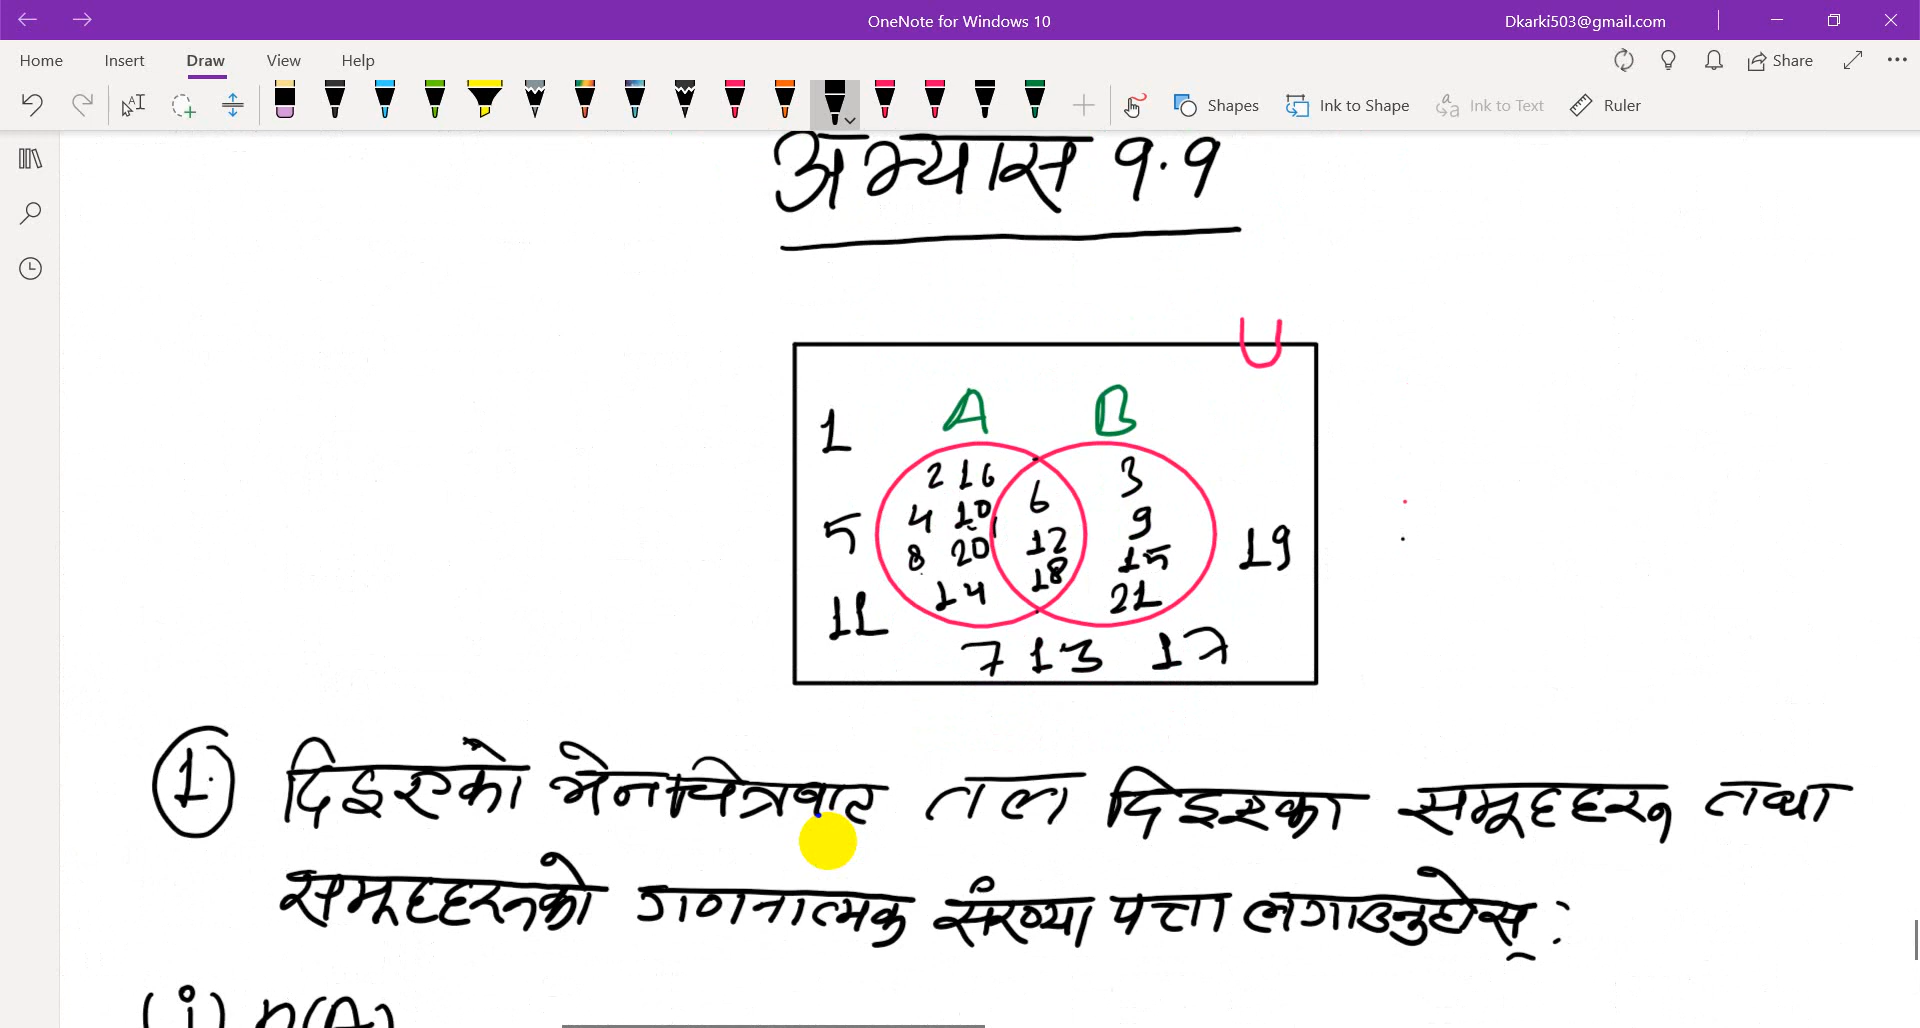 OneNote for Windows 10
Dkarki503@gmail.com
Home Insert Draw View Help
Share
Shapes Ink to Shape Ink to Text Ruler
अभ्यास १.१
U
A B
1
2 16
4 10
8 20
14
6
12
18
3
9
15
21
5
19
11
7 13 17
1. दिइएको भेनचित्रबाट तल दिइएका समूहहरू तथा
समूहहरूको गणनात्मक संख्या पत्ता लगाउनुहोस् :
(i) n(A)